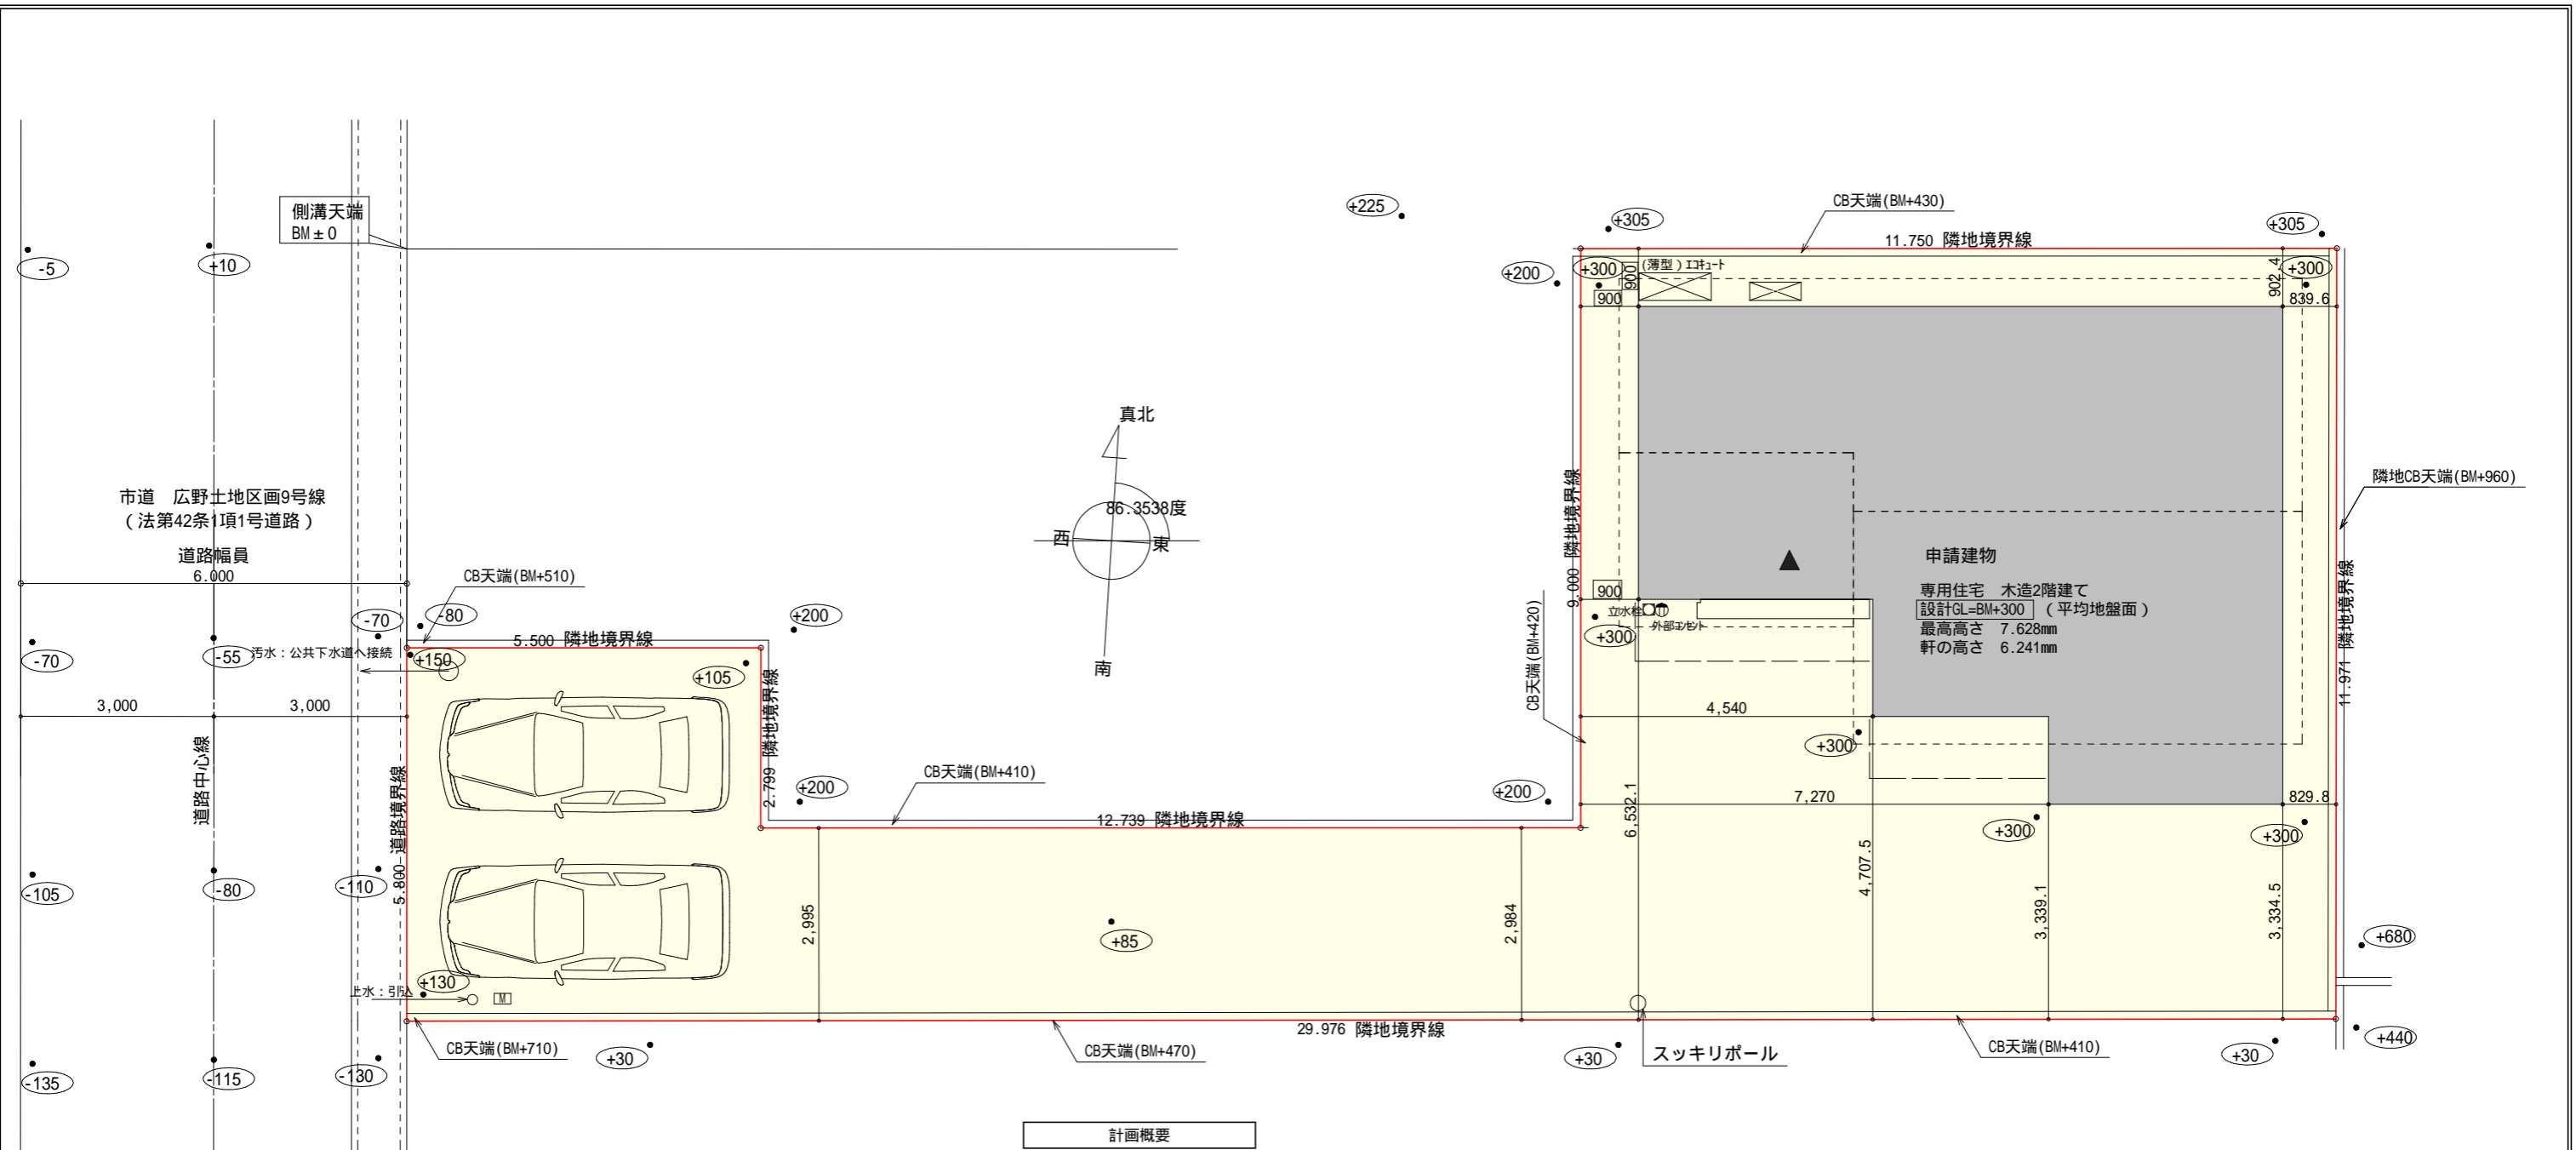 側溝天端
BM±0
+225
+305
CB天端(BM+430)
+305
11.750 隣地境界線
-5
+10
+200
+300
900
(薄型)エコキュート
902.4
+300
900
839.6
真北
86.3538度
西
東
南
市道　広野土地区画9号線
(法第42条1項1号道路)
道路幅員
6.000
CB天端(BM+510)
9.000 隣地境界線
隣地CB天端(BM+960)
申請建物
専用住宅　木造2階建て
設計GL=BM+300 (平均地盤面)
最高高さ 7.628mm
軒の高さ 6.241mm
900
立水栓
外部コンセント
+300
CB天端(BM+420)
11.971 隣地境界線
-70
-80
+200
5.500 隣地境界線
-70
-55
汚水：公共下水道へ接続
+150
+105
2.799 隣地境界線
3,000
3,000
道路中心線
道路境界線
5.800
4,540
+300
CB天端(BM+410)
+200
+200
12.739 隣地境界線
7,270
829.8
6,532.1
4,707.5
+300
3,339.1
+300
3,334.5
-105
-80
-110
2,995
+85
2,984
+680
+130
上水：引込
M
29.976 隣地境界線
CB天端(BM+710)
+30
CB天端(BM+470)
+30
スッキリポール
CB天端(BM+410)
+30
+440
-135
-115
-130
計画概要